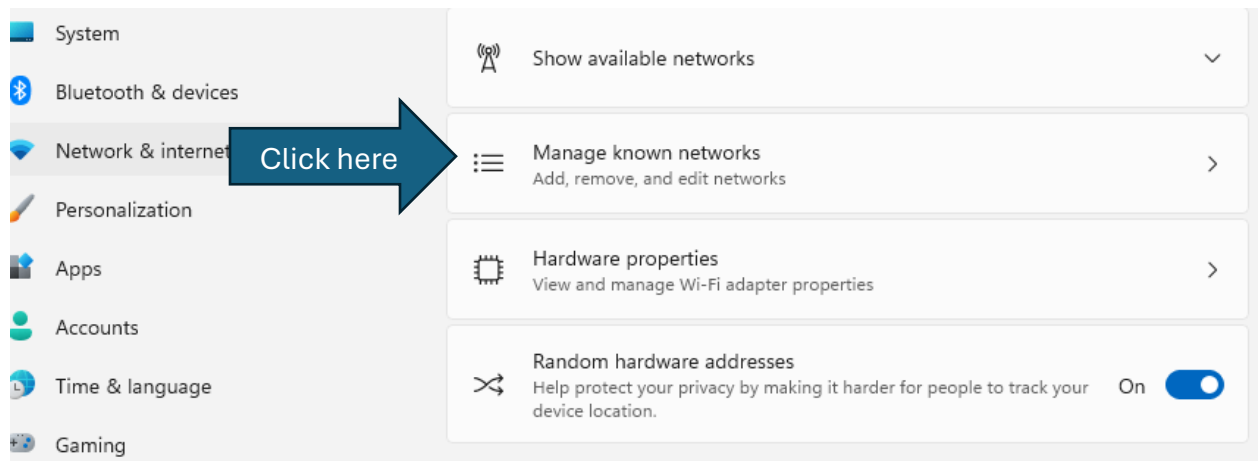 System
Bluetooth & devices
Network & internet
Personalization
Apps
Accounts
Time & language
Gaming
Click here
Show available networks
Manage known networks
Add, remove, and edit networks
Hardware properties
View and manage Wi-Fi adapter properties
Random hardware addresses
Help protect your privacy by making it harder for people to track your
device location.
On